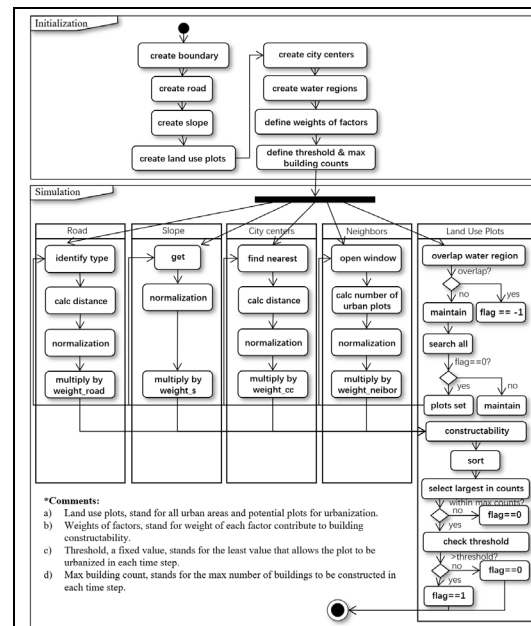 Initialization
create boundary
create road
create slope
create land use plots
create city centers
create water regions
define weights of factors
define threshold & max
building counts
Simulation
Road
identify type
calc distance
normalization
multiply by
weight_road
Slope
get
normalization
multiply by
weight_s
City centers
find nearest
calc distance
normalization
multiply by
weight_cc
Neighbors
open window
calc number of
urban plots
normalization
multiply by
weight_neibor
Land Use Plots
overlap water region
overlap?
no
yes
maintain
flag == -1
search all
flag==0?
yes
no
plots set
maintain
constructability
sort
select largest in counts
within max counts?
no
flag==0
yes
check threshold
>threshold?
no
flag==0
yes
flag==1
*Comments:
a) Land use plots, stand for all urban areas and potential plots for urbanization.
b) Weights of factors, stand for weight of each factor contribute to building
constructability.
c) Threshold, a fixed value, stands for the least value that allows the plot to be
urbanized in each time step.
d) Max building count, stands for the max number of buildings to be constructed in
each time step.